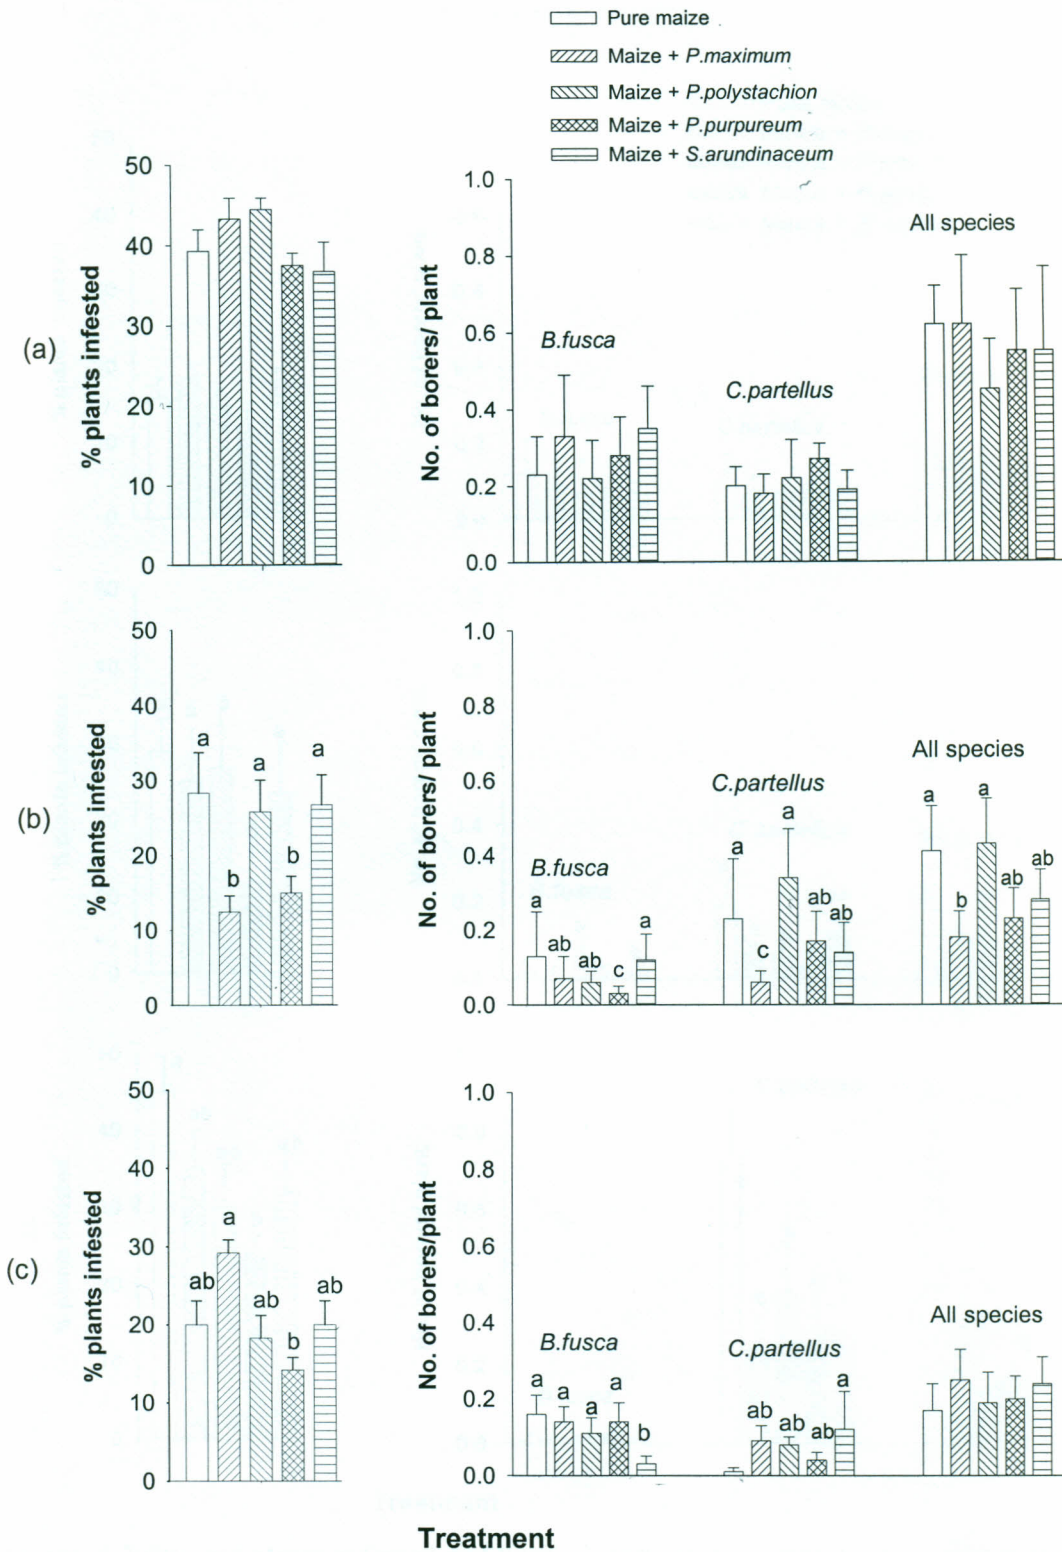 Pure maize
Maize + P.maximum
Maize + P.polystachion
Maize + P.purpureum
Maize + S.arundinaceum
(a)
% plants infested
50
40
30
20
10
0
No. of borers/ plant
1.0
0.8
0.6
0.4
0.2
0.0
B.fusca
C.partellus
All species
(b)
% plants infested
50
40
30
20
10
0
a b a b a
No. of borers/ plant
1.0
0.8
0.6
0.4
0.2
0.0
B.fusca
a ab ab c a
C.partellus
a c a ab ab
All species
a b a ab ab
(c)
% plants infested
50
40
30
20
10
0
ab a ab b ab
No. of borers/plant
1.0
0.8
0.6
0.4
0.2
0.0
B.fusca
a a a a b
C.partellus
ab ab ab a
All species
Treatment